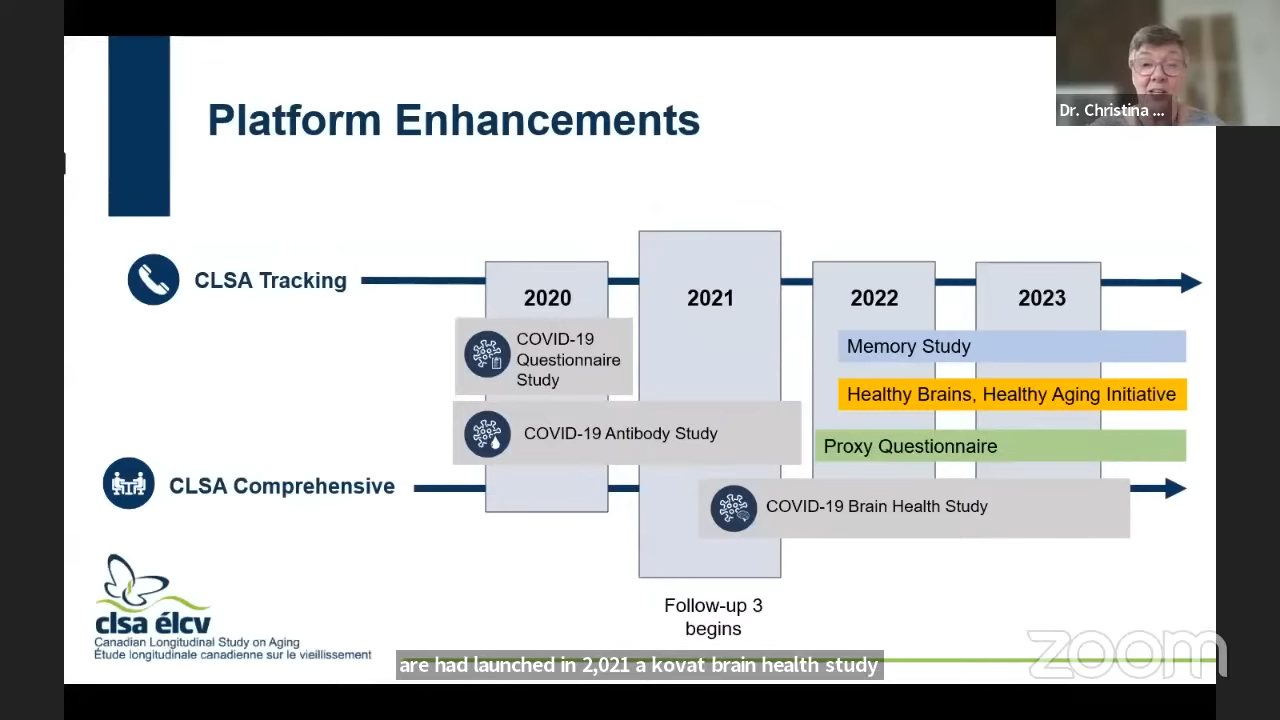 Dr. Christina ...
Platform Enhancements
CLSA Tracking
2020
2021
2022
2023
COVID-19
Questionnaire
Study
Memory Study
Healthy Brains, Healthy Aging Initiative
COVID-19 Antibody Study
Proxy Questionnaire
CLSA Comprehensive
COVID-19 Brain Health Study
Follow-up 3
begins
clsa élcv
Canadian Longitudinal Study on Aging
Étude longitudinale canadienne sur le vieillissement
are had launched in 2,021 a kovat brain health study
zoom